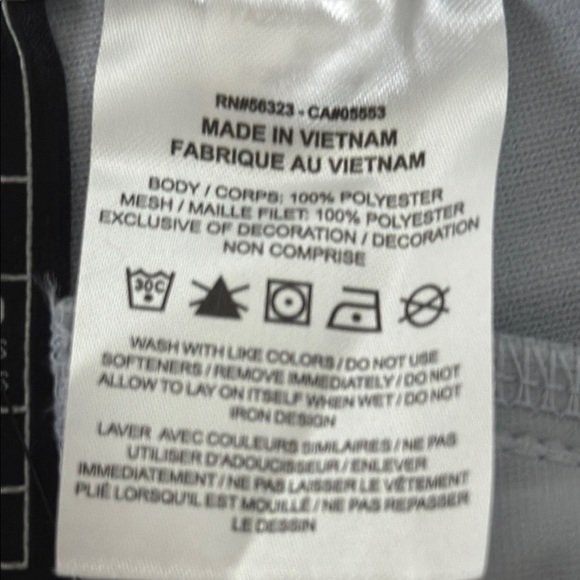 RN#56323 - CA#05553
MADE IN VIETNAM
FABRIQUE AU VIETNAM
BODY / CORPS: 100% POLYESTER
MESH / MAILLE FILET: 100% POLYESTER
EXCLUSIVE OF DECORATION / DECORATION
NON COMPRISE
30C
WASH WITH LIKE COLORS / DO NOT USE
SOFTENERS / REMOVE IMMEDIATELY / DO NOT
ALLOW TO LAY ON ITSELF WHEN WET / DO NOT
IRON DESIGN
LAVER AVEC COULEURS SIMILAIRES / NE PAS
UTILISER D'ADOUCISSEUR / ENLEVER
IMMEDIATEMENT / NE PAS LAISSER LE VÊTEMENT
PLIÉ LORSQU'IL EST MOUILLÉ / NE PAS REPASSER
LE DESSIN